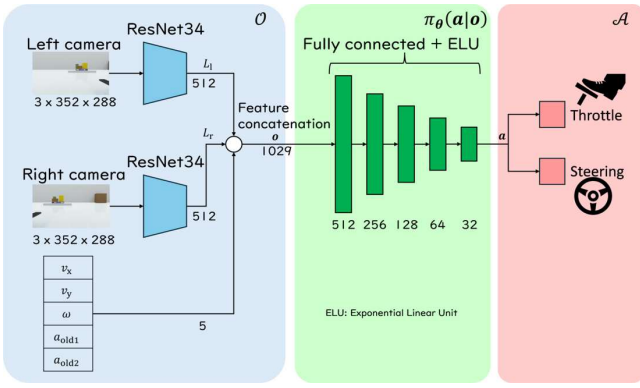 𝒪
π_θ(a|o)
𝒜
ResNet34
Left camera
3 x 352 x 288
L_l
512
Fully connected + ELU
Feature
concatenation
o
1029
a
Throttle
Steering
ResNet34
Right camera
3 x 352 x 288
L_r
512
512
256
128
64
32
v_x
v_y
ω
a_old1
a_old2
5
ELU: Exponential Linear Unit